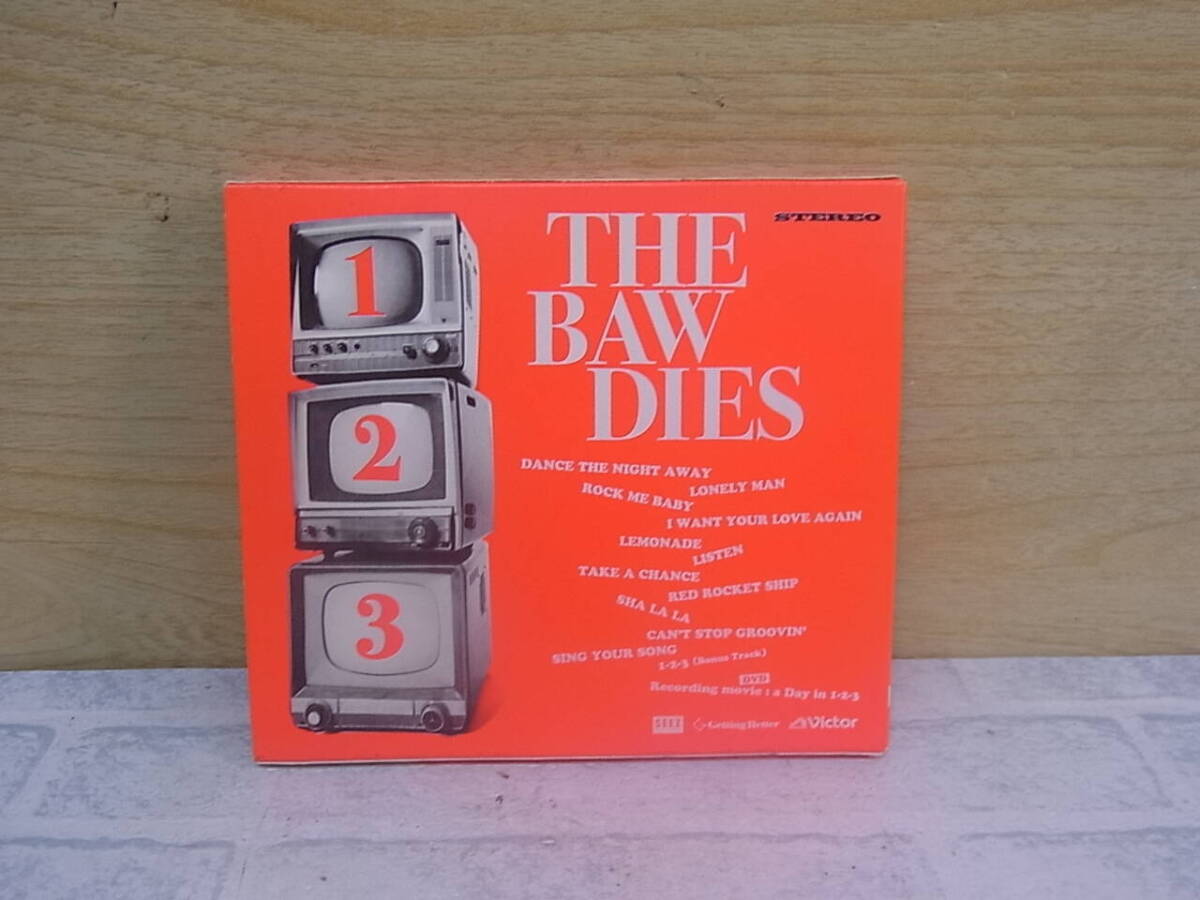 1
2
3
THE
BAW
DIES
STEREO
DANCE THE NIGHT AWAY
LONELY MAN
ROCK ME BABY
I WANT YOUR LOVE AGAIN
LEMONADE
LISTEN
TAKE A CHANCE
RED ROCKET SHIP
SHA LA LA
CAN'T STOP GROOVIN'
SING YOUR SONG
1-2-3 (Bonus Track)
DVD
Recording movie : a Day in 1-2-3
SEEZ
Getting Better
Victor